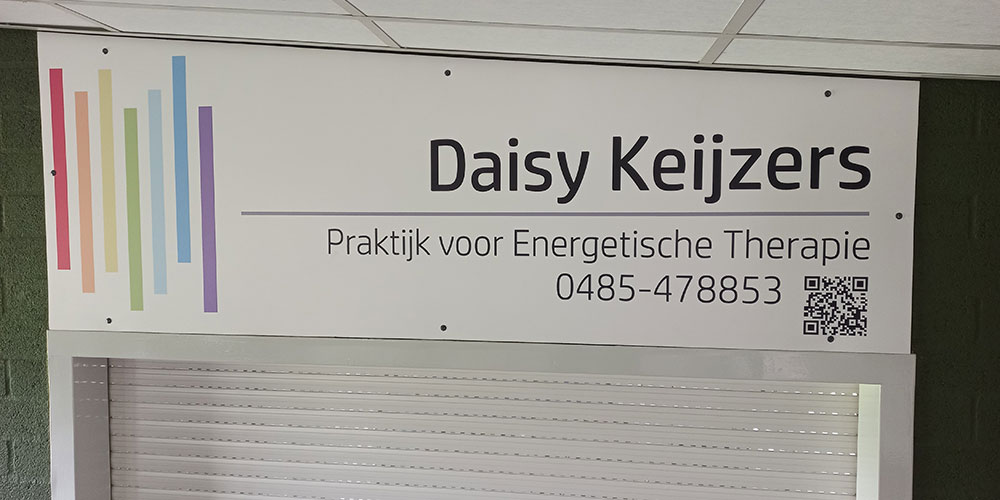 Daisy Keijzers
Praktijk voor Energetische Therapie
0485-478853